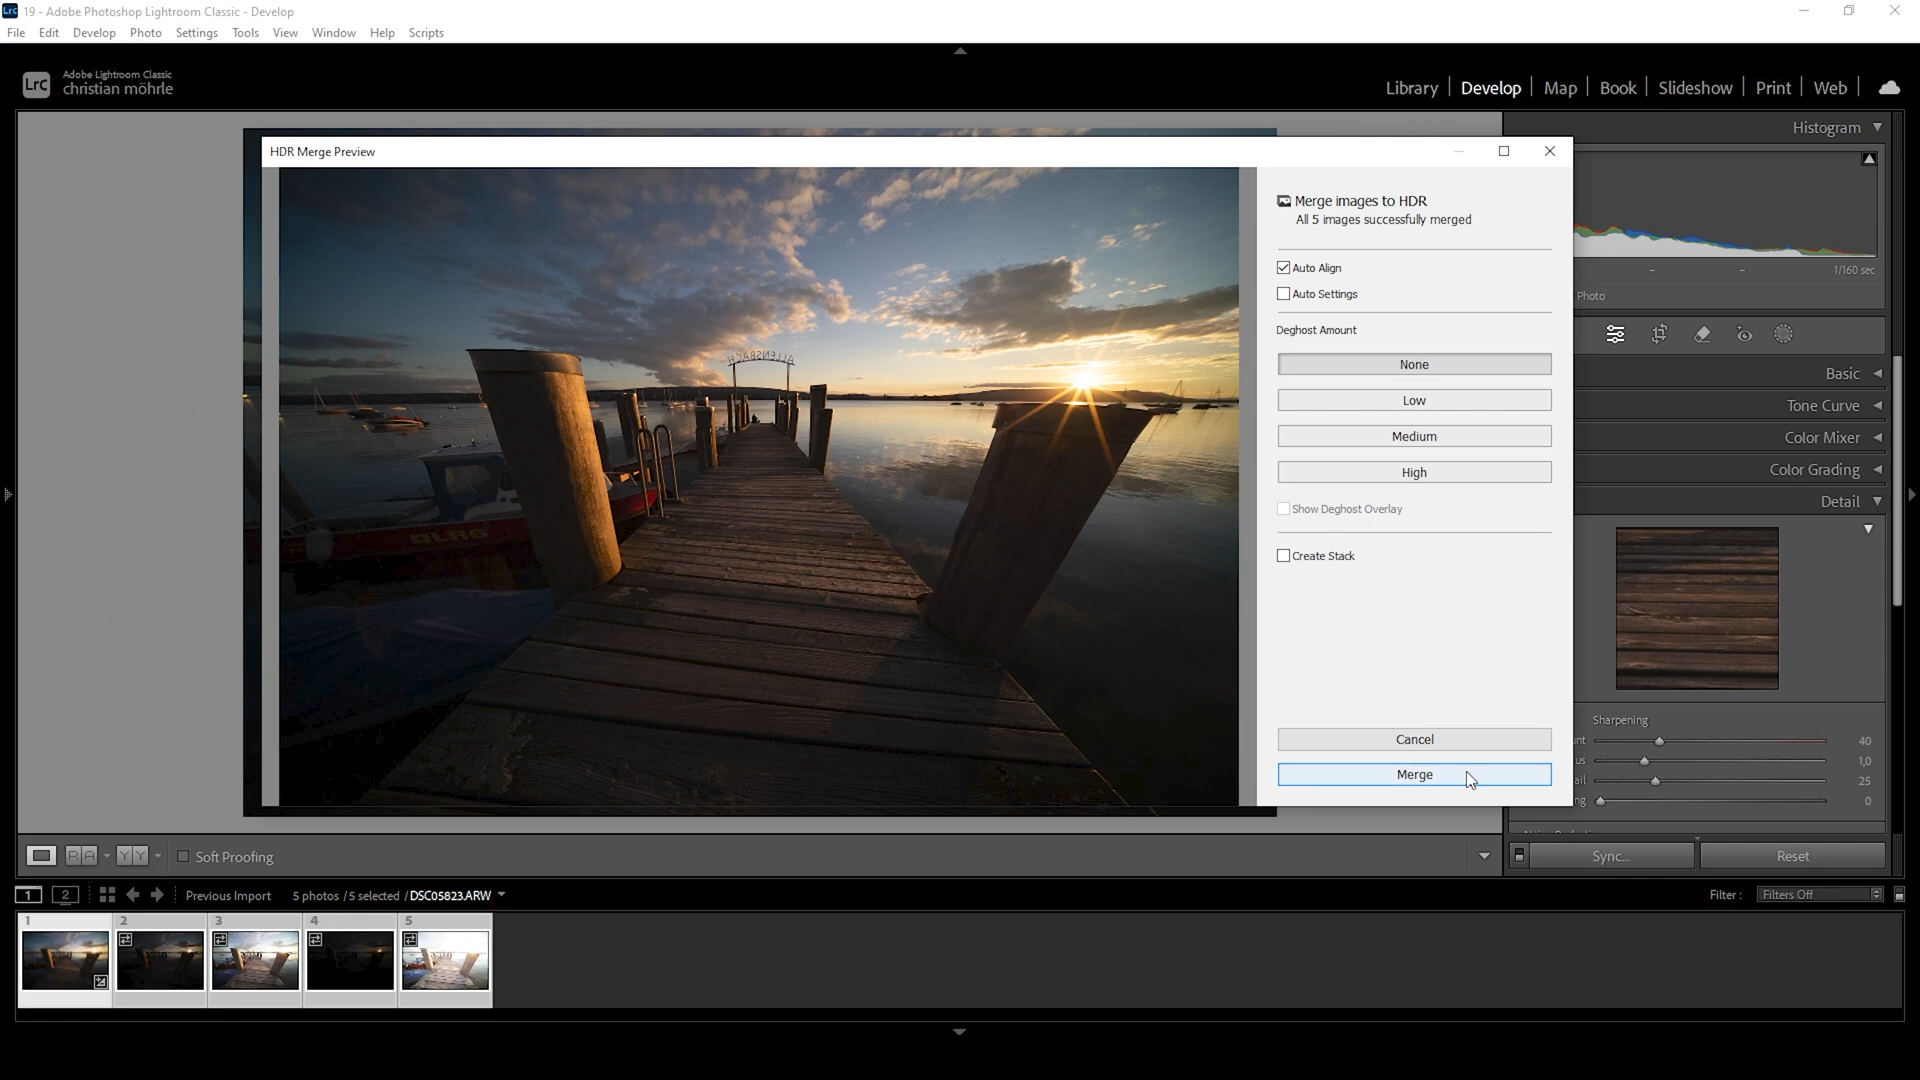 19 - Adobe Photoshop Lightroom Classic - Develop
File Edit Develop Photo Settings Tools View Window Help Scripts
LrC
Adobe Lightroom Classic
christian möhrle
Library Develop Map Book Slideshow Print Web
HDR Merge Preview
ALLENSBACH
DLRG
Merge images to HDR
All 5 images successfully merged
Auto Align
Auto Settings
Deghost Amount
None
Low
Medium
High
Show Deghost Overlay
Create Stack
Cancel
Merge
Histogram
1/160 sec
Photo
Basic
Tone Curve
Color Mixer
Color Grading
Detail
Sharpening
40
1,0
25
0
Soft Proofing
Sync...
Reset
1 2 Previous Import 5 photos / 5 selected / DSC05823.ARW
Filter : Filters Off
1 2 3 4 5